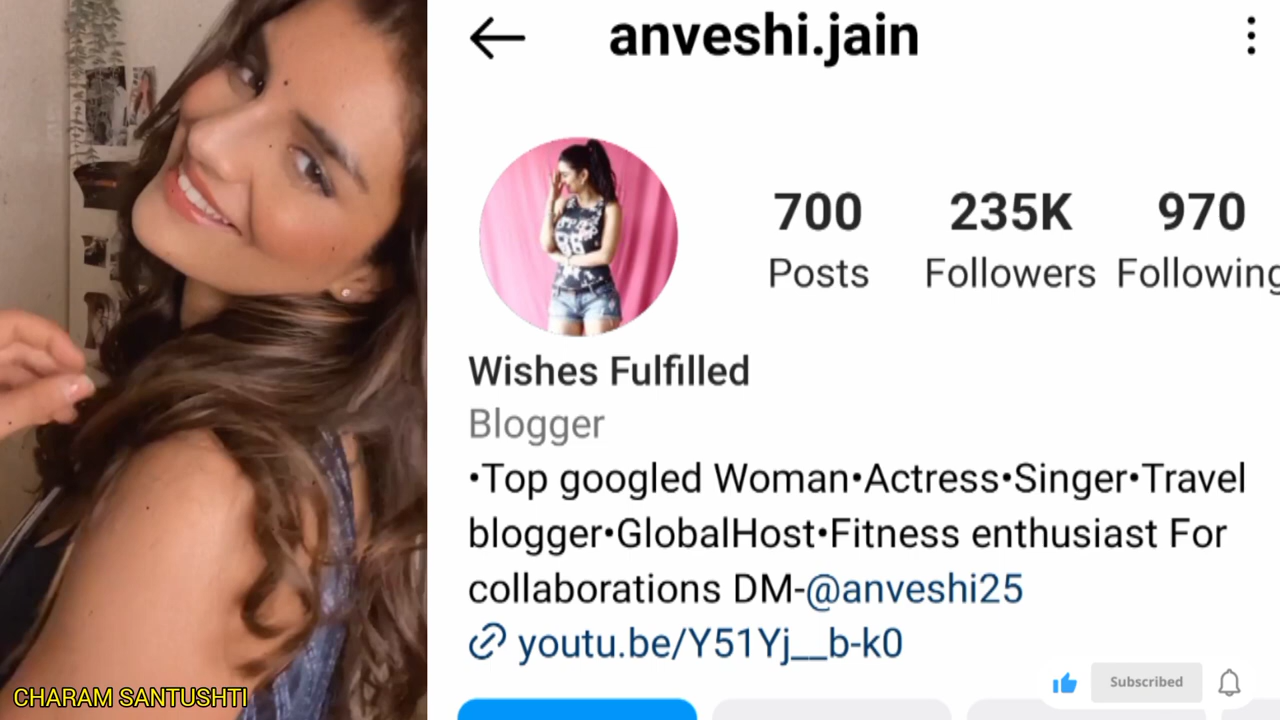 anveshi.jain
700 235K 970
Posts Followers Following
Wishes Fulfilled
Blogger
•Top googled Woman•Actress•Singer•Travel
blogger•GlobalHost•Fitness enthusiast For
collaborations DM-@anveshi25
youtu.be/Y51Yj__b-k0
Subscribed
CHARAM SANTUSHTI